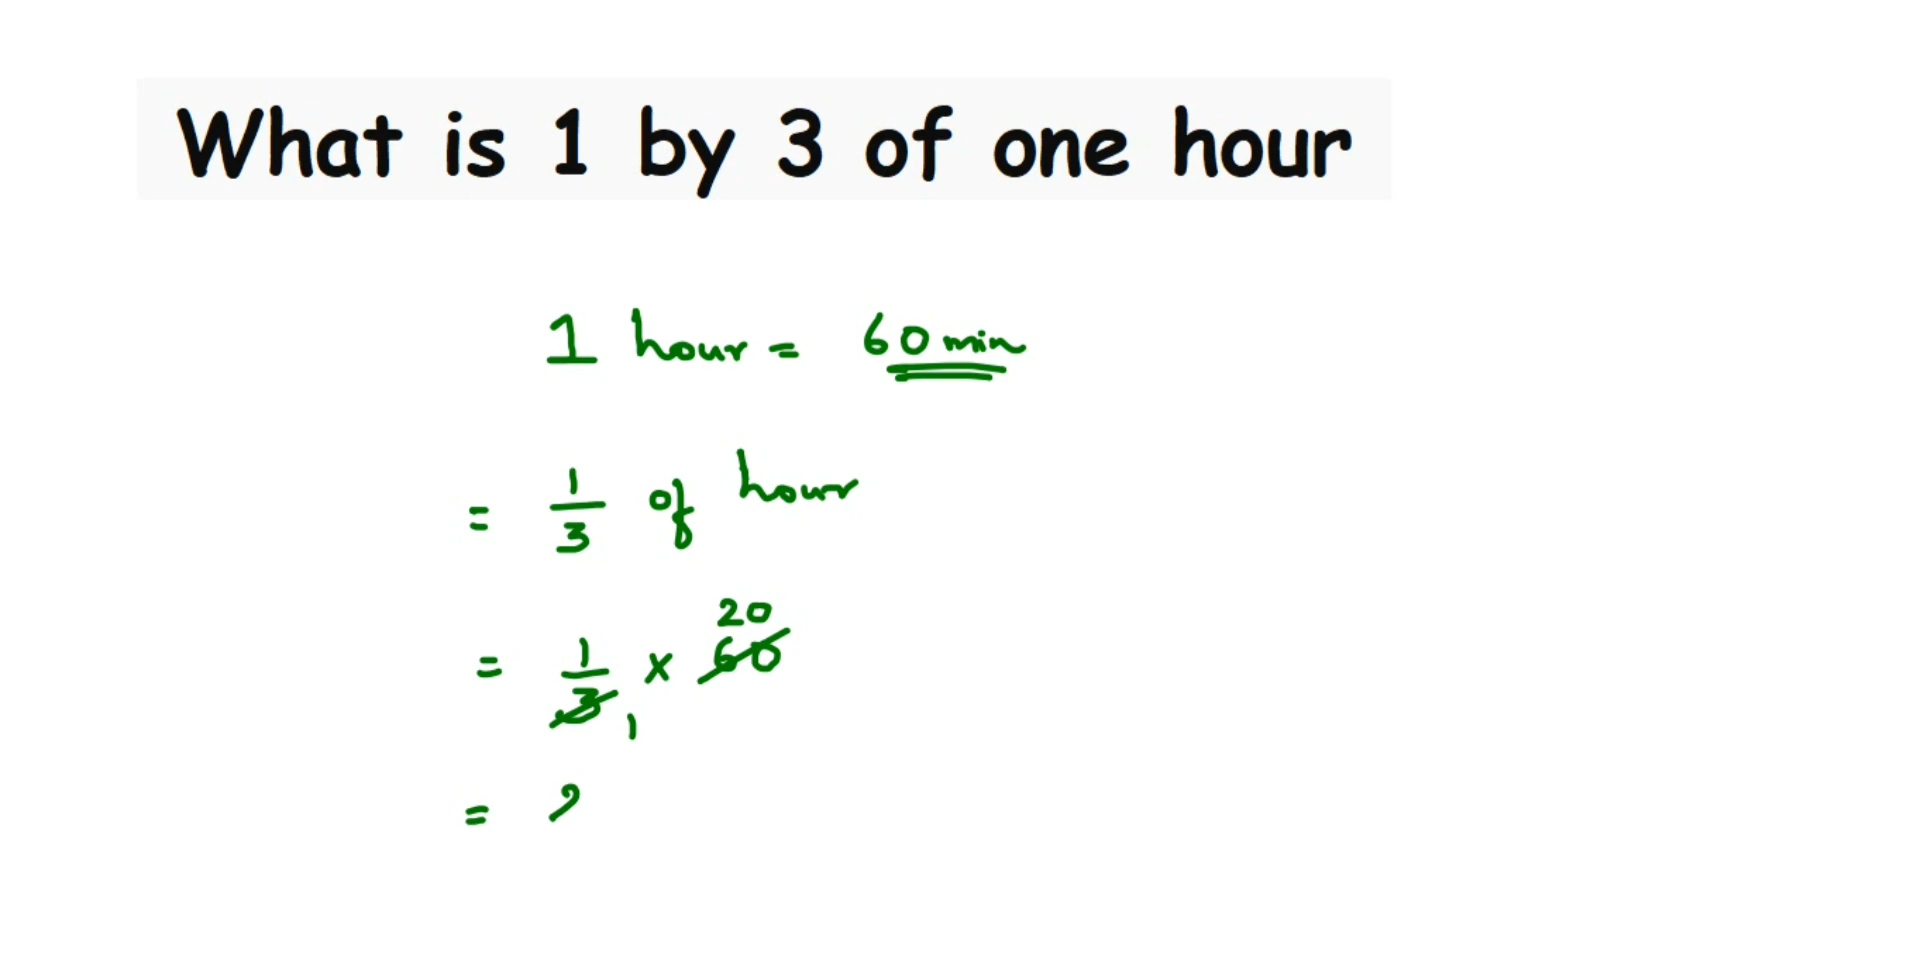 What is 1 by 3 of one hour
1 hour = 60 min
= 1/3 of hour
20
= 1/3 × 60
1
=